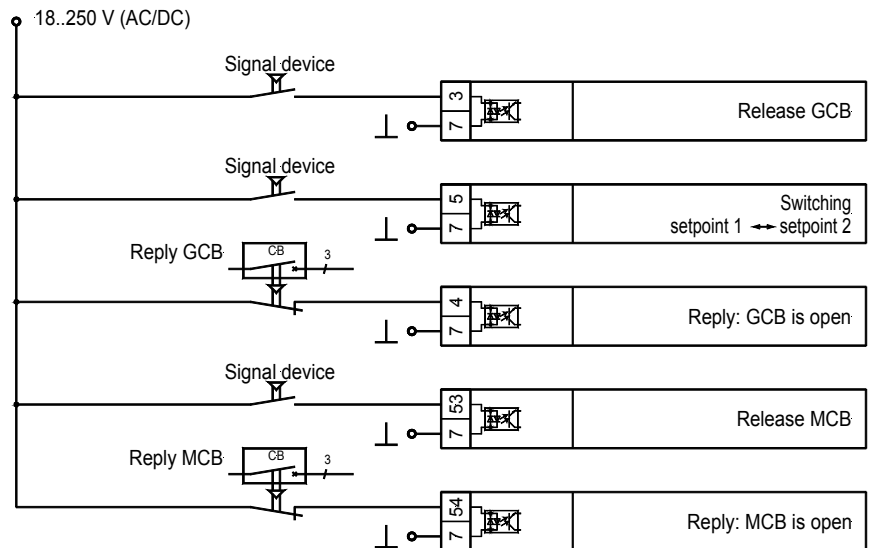 18..250 V (AC/DC)
Signal device
3
7
Release GCB
Signal device
5
7
Switching
setpoint 1 ↔ setpoint 2
Reply GCB
CB
3
4
7
Reply: GCB is open
Signal device
53
7
Release MCB
Reply MCB
CB
3
54
7
Reply: MCB is open